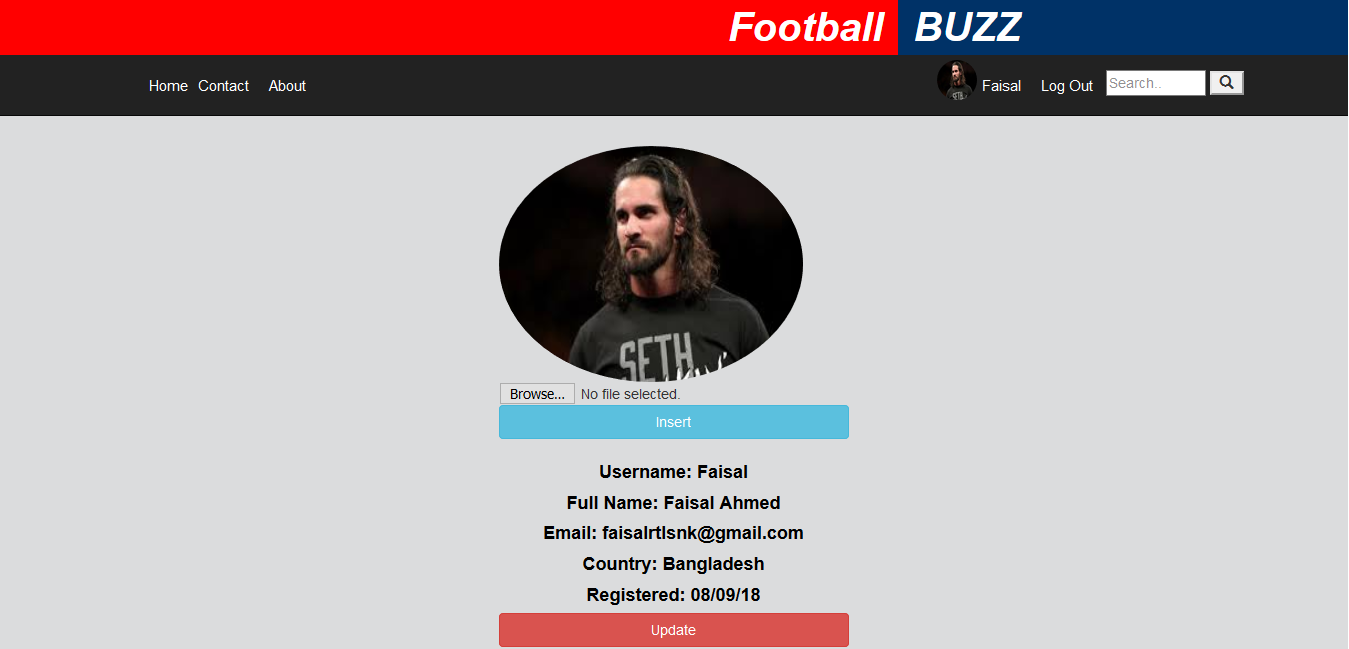 Football BUZZ
Home Contact About Faisal Log Out Search..
SETH
Browse... No file selected.
Insert
Username: Faisal
Full Name: Faisal Ahmed
Email: faisalrtlsnk@gmail.com
Country: Bangladesh
Registered: 08/09/18
Update